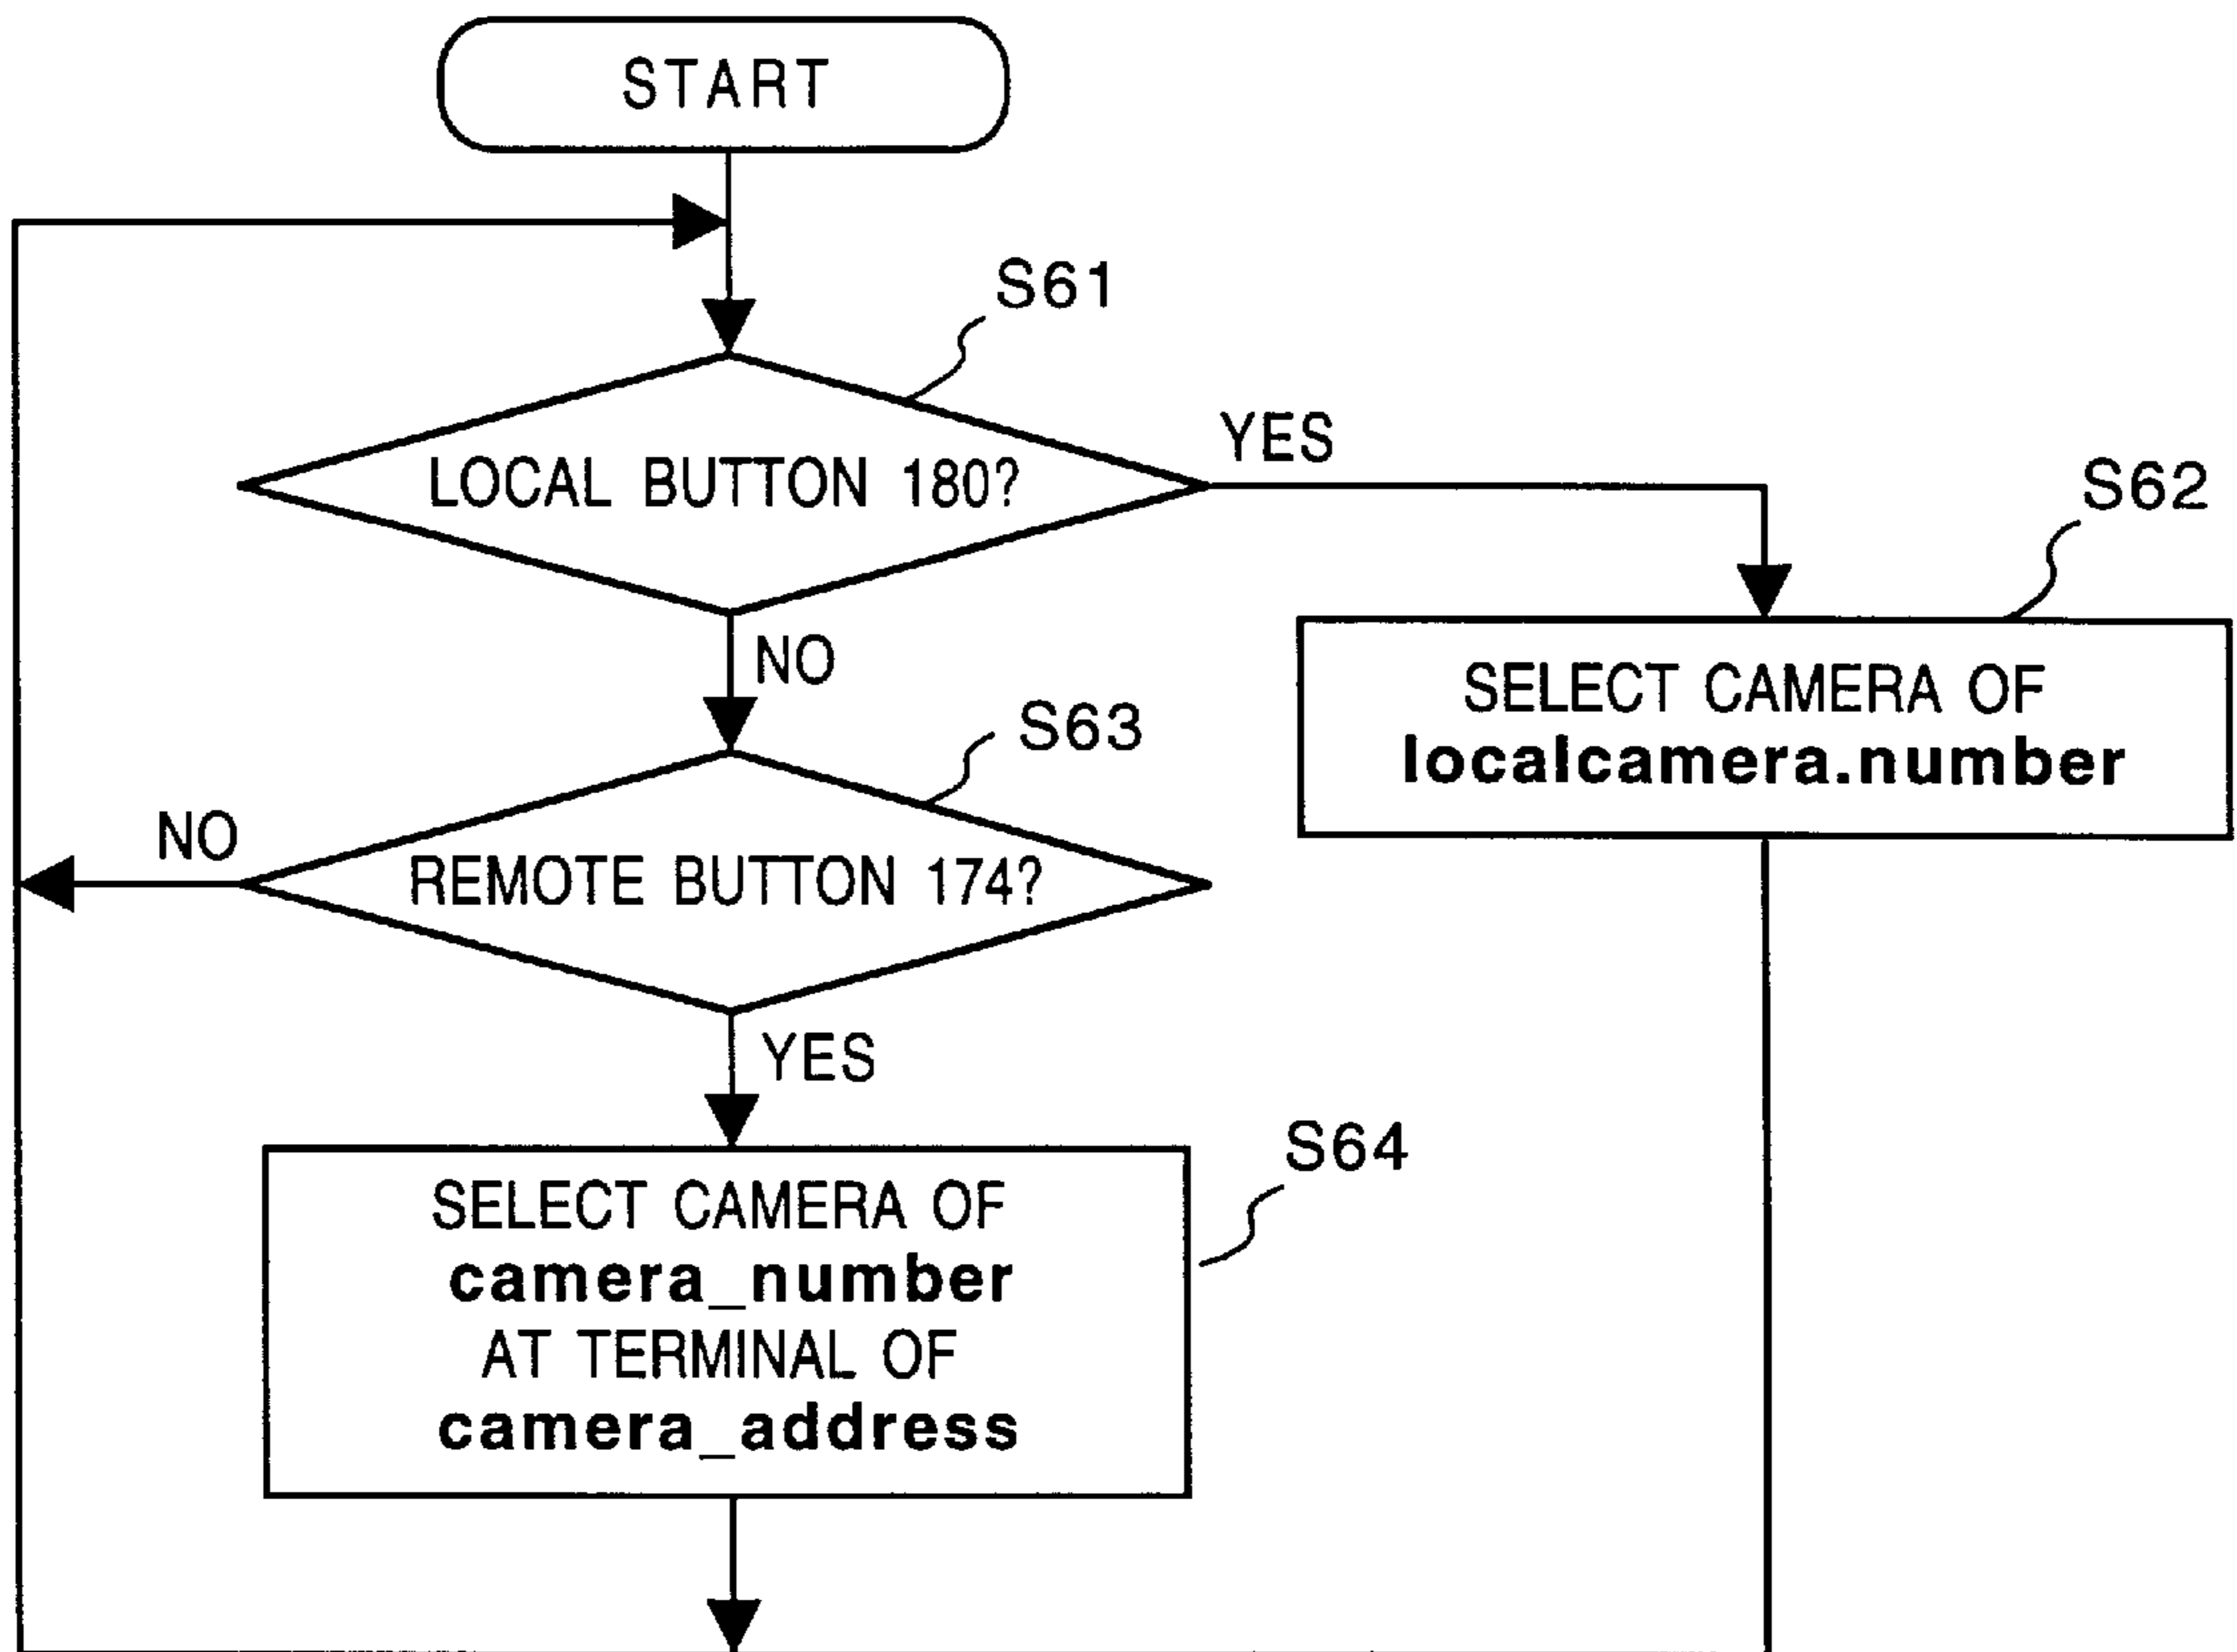 START
S61
LOCAL BUTTON 180?
YES
S62
NO
SELECT CAMERA OF
localcamera.number
S63
NO
REMOTE BUTTON 174?
YES
S64
SELECT CAMERA OF
camera_number
AT TERMINAL OF
camera_address